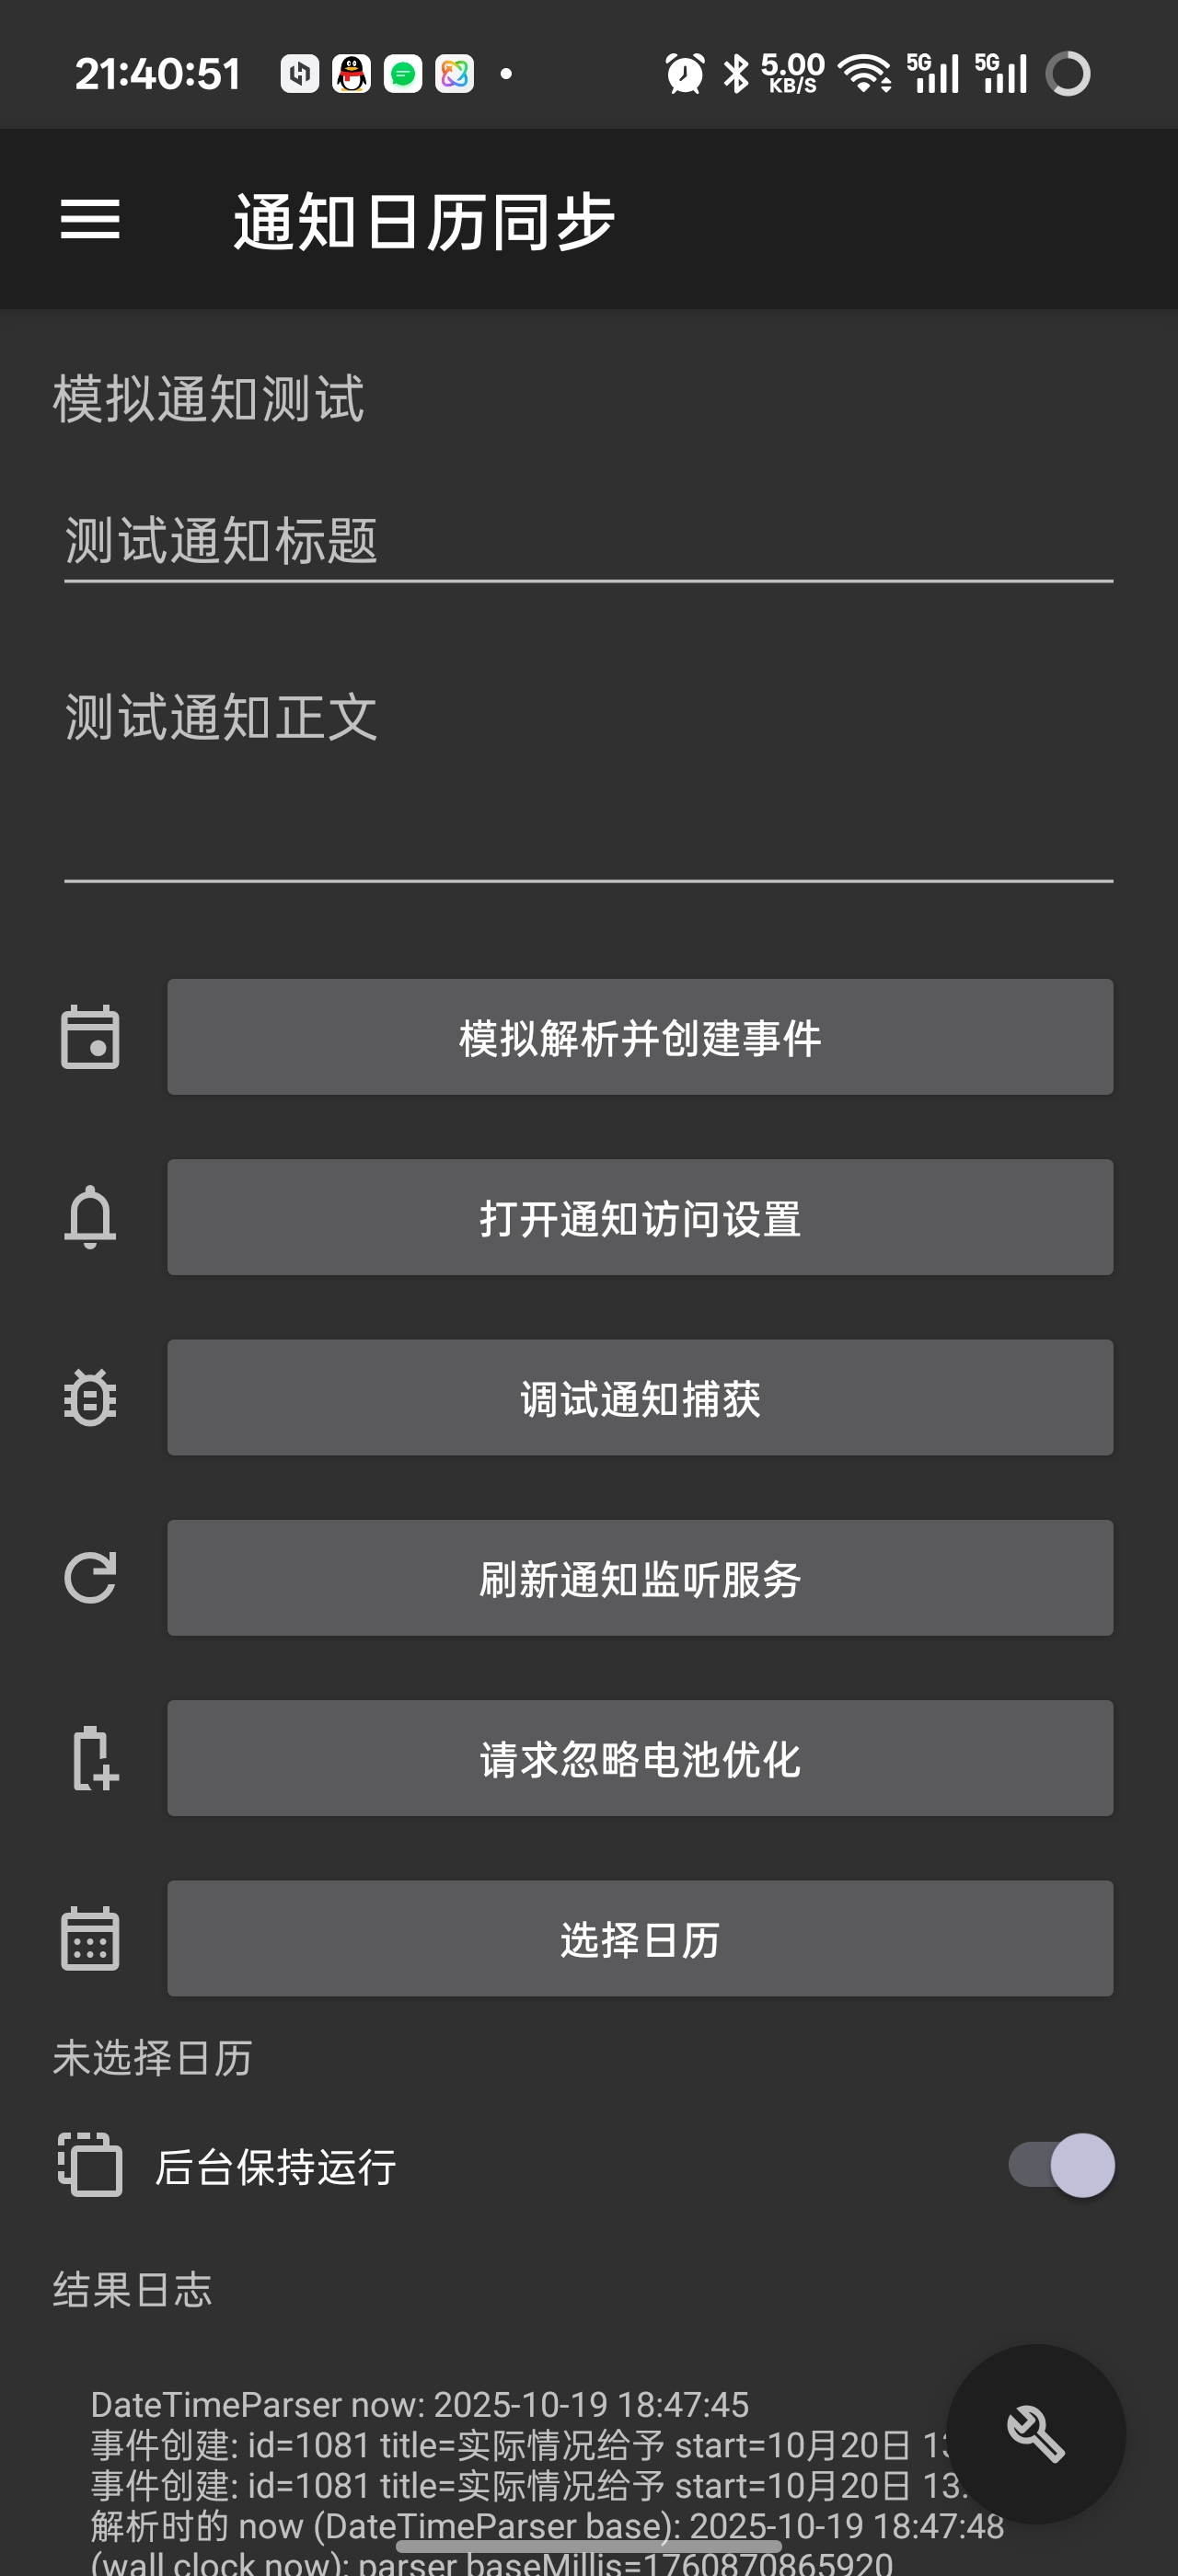 21:40:51
5.00
KB/S
5G
5G
通知日历同步
模拟通知测试
测试通知标题
测试通知正文
模拟解析并创建事件
打开通知访问设置
调试通知捕获
刷新通知监听服务
请求忽略电池优化
选择日历
未选择日历
后台保持运行
结果日志
DateTimeParser now: 2025-10-19 18:47:45
事件创建: id=1081 title=实际情况给予 start=10月20日
事件创建: id=1081 title=实际情况给予 start=10月20日 13
解析时的 now (DateTimeParser base): 2025-10-19 18:47:48
(wall clock now); parser baseMillis=1760870865920